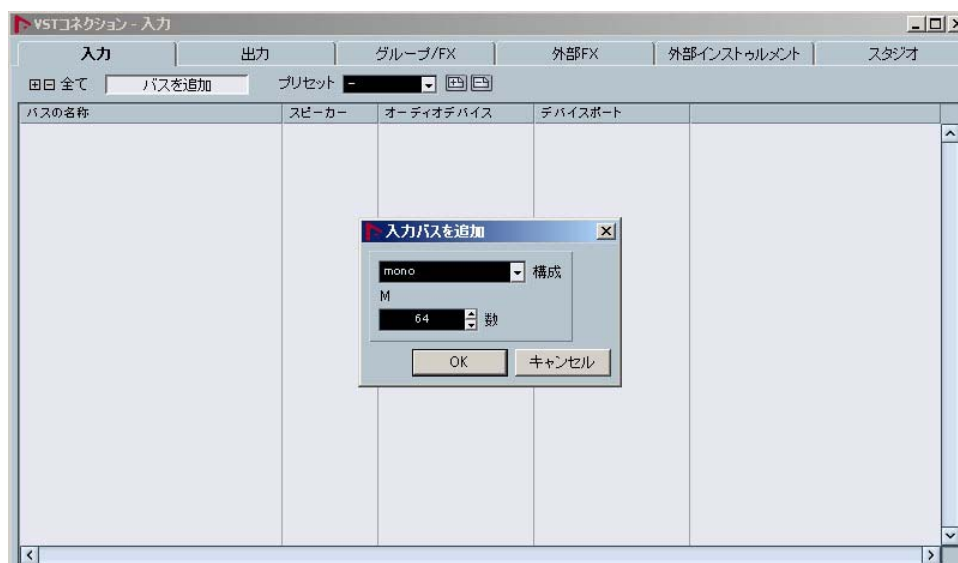 VSTコネクション - 入力
入力 出力 グループ/FX 外部FX 外部インストゥルメント スタジオ
全て バスを追加 プリセット -
バスの名称 スピーカー オーディオデバイス デバイスポート
入力バスを追加
mono 構成
M
64 数
OK キャンセル